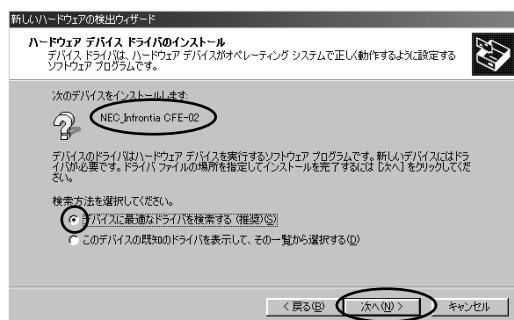 新しいハードウェアの検出ウィザード
ハードウェア デバイス ドライバのインストール
デバイス ドライバは、ハードウェア デバイスがオペレーティング システムで正しく動作するように設定する
ソフトウェア プログラムです。
次のデバイスをインストールします:
NEC_Infrontia CFE-02
デバイスのドライバはハードウェア デバイスを実行するソフトウェア プログラムです。新しいデバイスにはドラ
イバが必要です。ドライバ ファイルの場所を指定してインストールを完了するには [次へ] をクリックしてくだ
さい。
検索方法を選択してください。
デバイスに最適なドライバを検索する (推奨)(S)
このデバイスの既知のドライバを表示して、その一覧から選択する(D)
< 戻る(B)
次へ(N) >
キャンセル